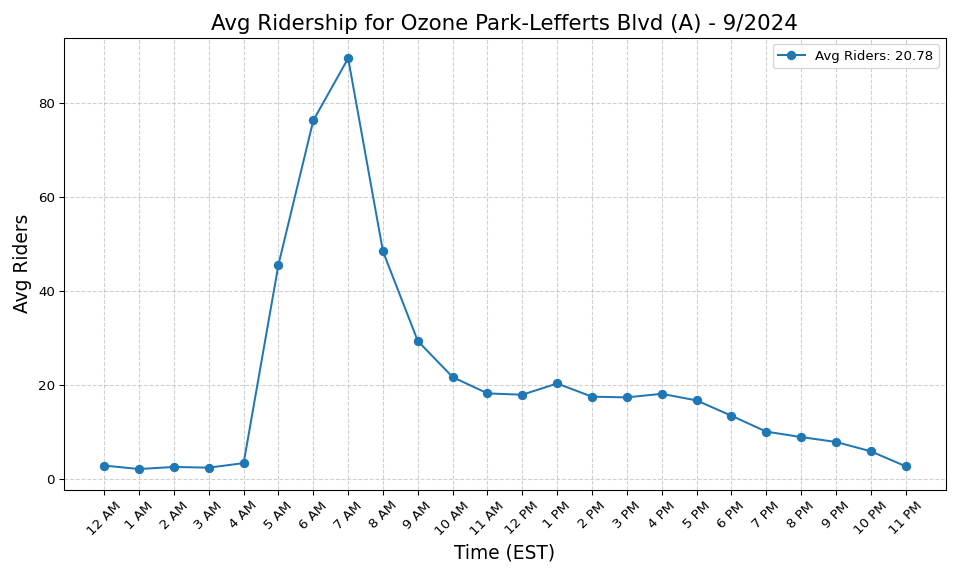 Avg Ridership for Ozone Park-Lefferts Blvd (A) - 9/2024
Avg Riders: 20.78
Avg Riders
80
60
40
20
0
12 AM
1 AM
2 AM
3 AM
4 AM
5 AM
6 AM
7 AM
8 AM
9 AM
10 AM
11 AM
12 PM
1 PM
2 PM
3 PM
4 PM
5 PM
6 PM
7 PM
8 PM
9 PM
10 PM
11 PM
Time (EST)